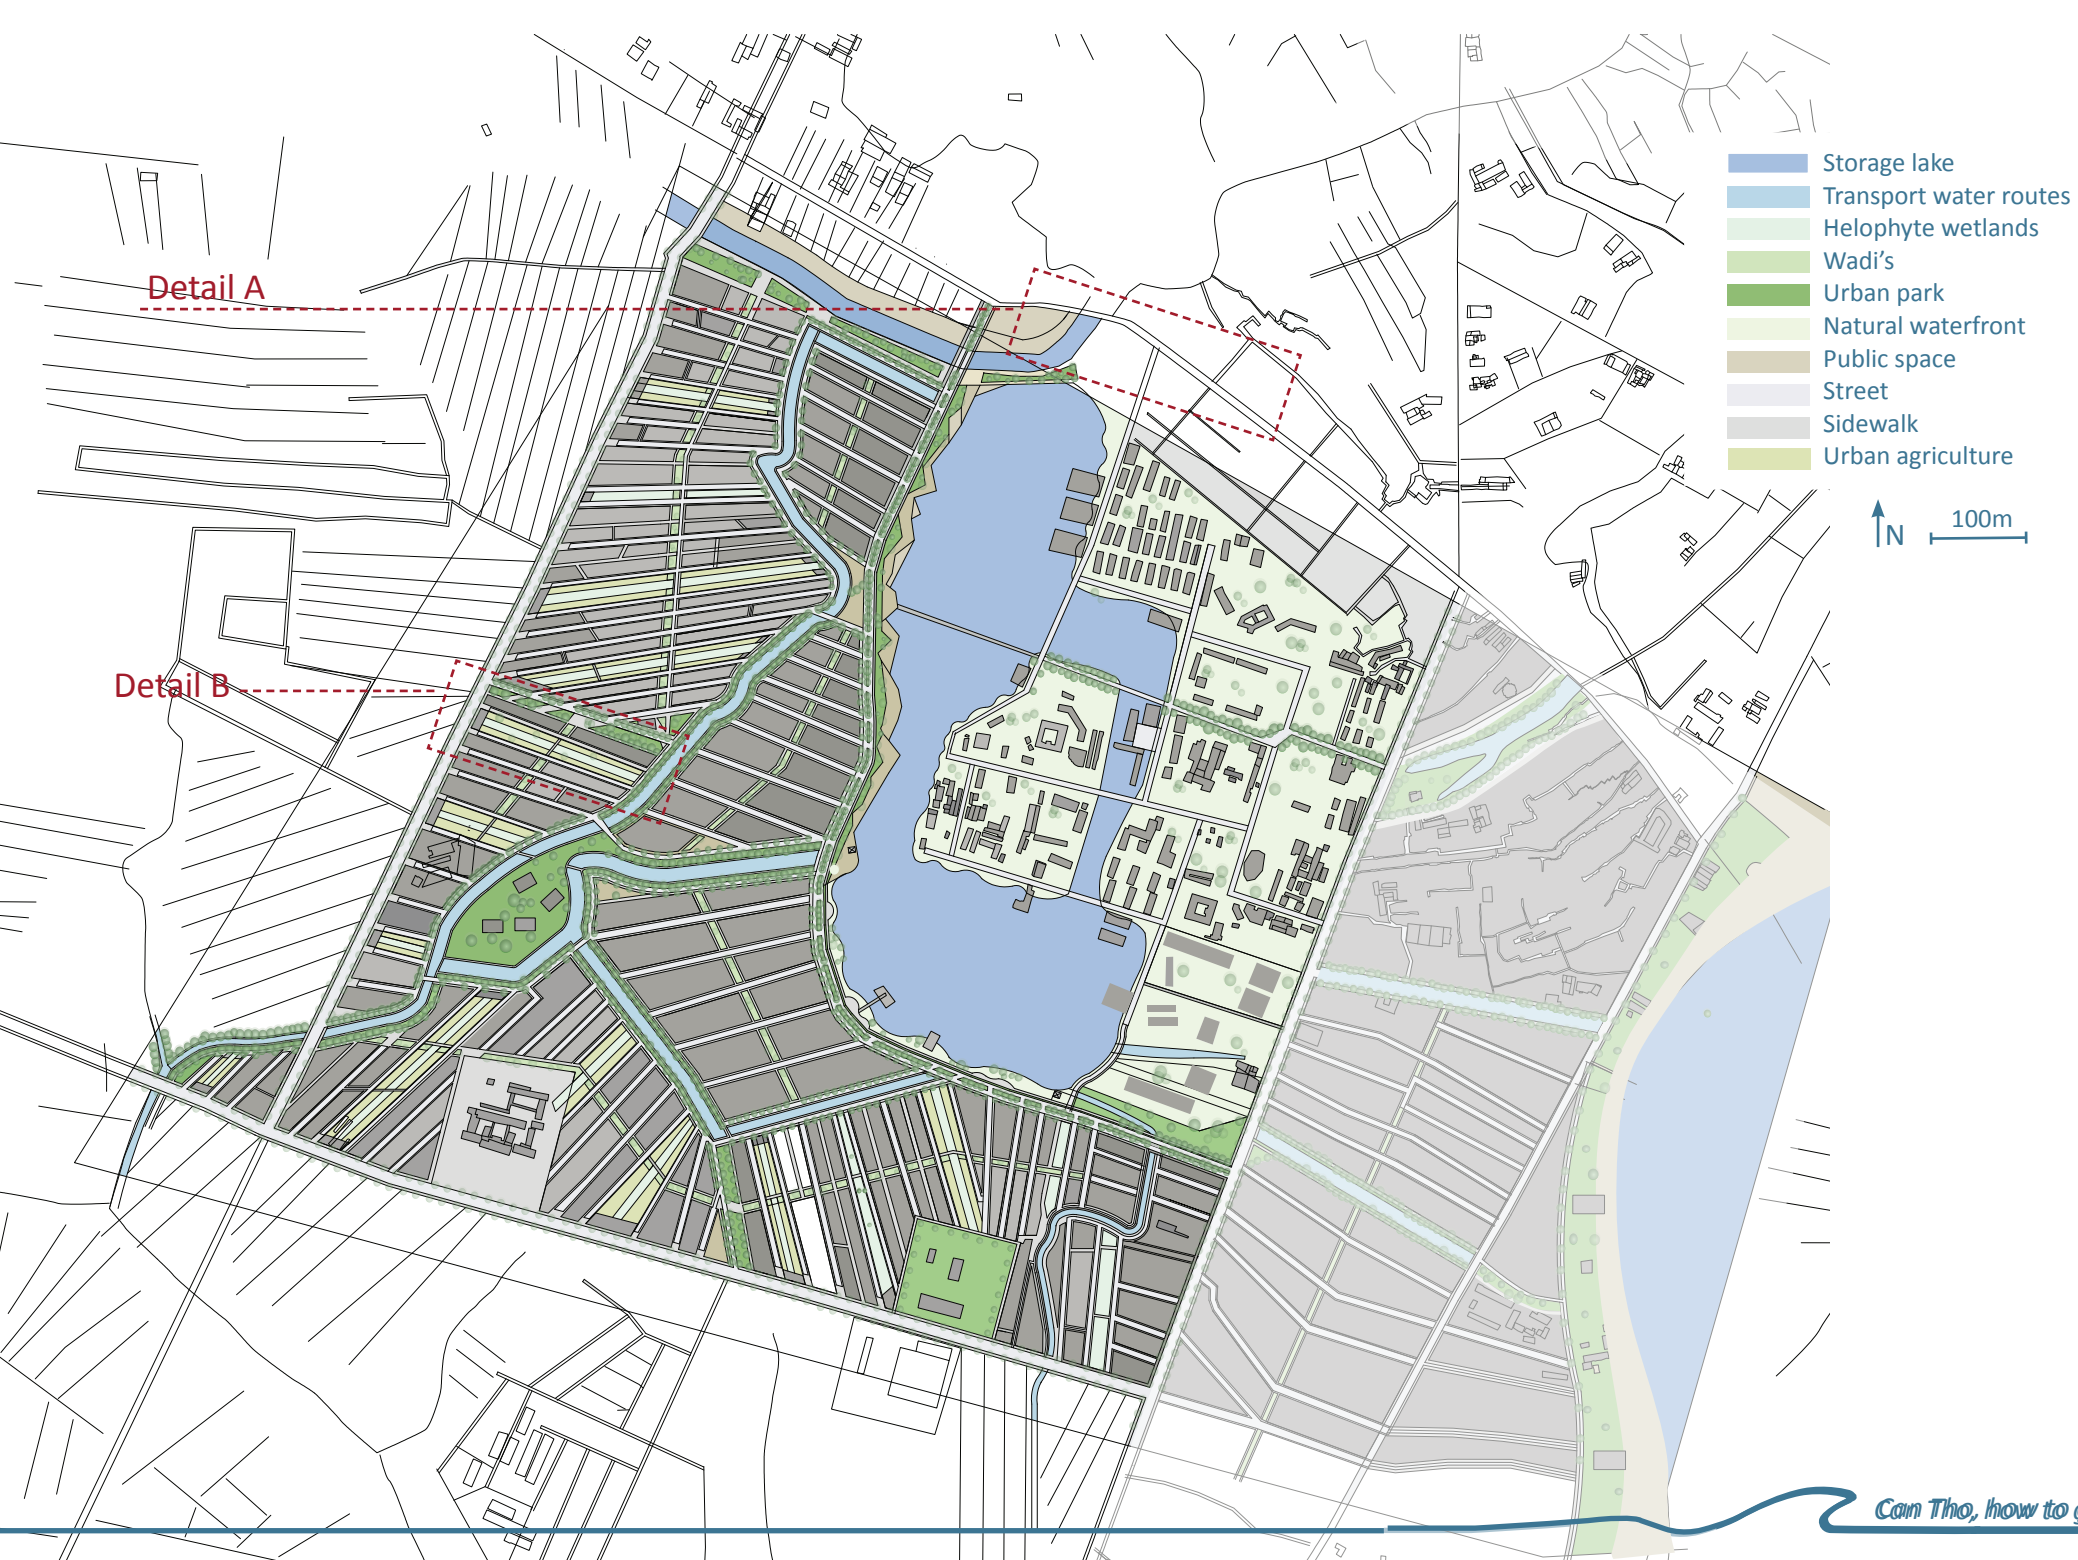 Detail A
Detail B
Storage lake
Transport water routes
Helophyte wetlands
Wadi's
Urban park
Natural waterfront
Public space
Street
Sidewalk
Urban agriculture
N
100m
Can Tho, how to